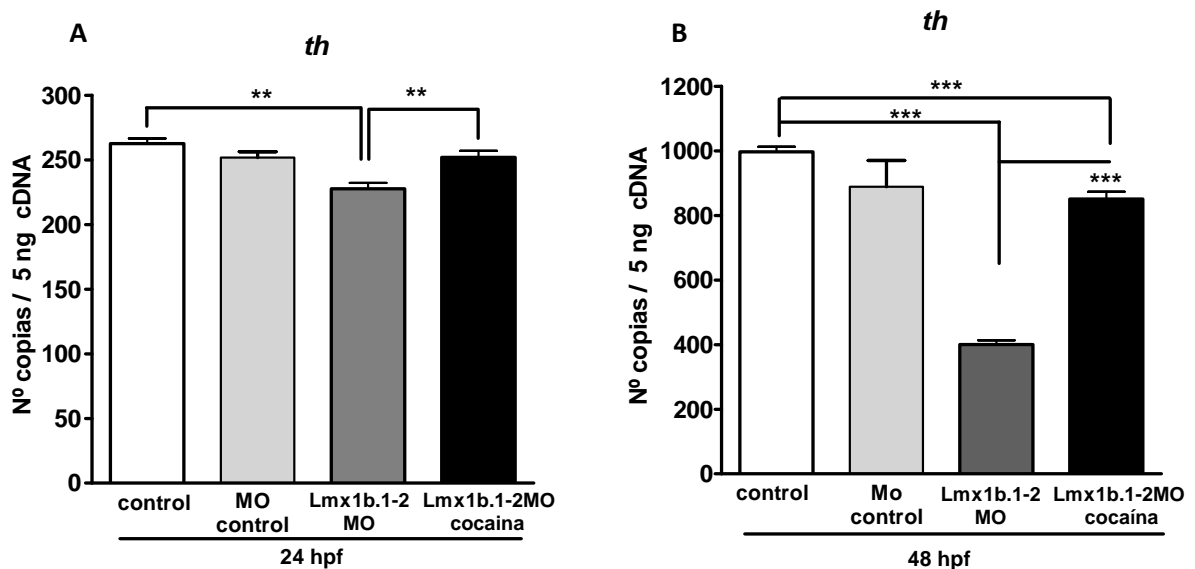 A
th
Nº copias / 5 ng cDNA
300
250
200
150
100
50
0
**
**
control
MO
control
Lmx1b.1-2
MO
Lmx1b.1-2MO
cocaina
24 hpf
B
th
Nº copias / 5 ng cDNA
1200
1000
800
600
400
200
0
***
***
***
control
Mo
control
Lmx1b.1-2
MO
Lmx1b.1-2MO
cocaína
48 hpf